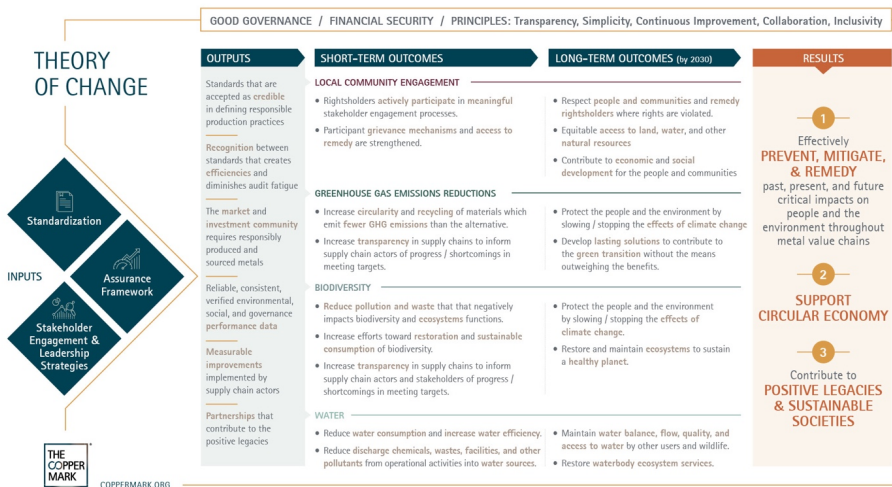 GOOD GOVERNANCE / FINANCIAL SECURITY / PRINCIPLES: Transparency, Simplicity, Continuous Improvement, Collaboration, Inclusivity
THEORY
OF CHANGE
INPUTS
Standardization
Assurance
Framework
Stakeholder
Engagement &
Leadership
Strategies
OUTPUTS
Standards that are
accepted as credible
in defining responsible
production practices
Recognition between
standards that creates
efficiencies and
diminishes audit fatigue
The market and
investment community
requires responsibly
produced and
sourced metals
Reliable, consistent,
verified environmental,
social, and governance
performance data
Measurable
improvements
implemented by
supply chain actors
Partnerships that
contribute to the
positive legacies
SHORT-TERM OUTCOMES
LONG-TERM OUTCOMES (by 2030)
LOCAL COMMUNITY ENGAGEMENT
• Rightsholders actively participate in meaningful
stakeholder engagement processes.
• Participant grievance mechanisms and access to
remedy are strengthened.
• Respect people and communities and remedy
rightsholders where rights are violated.
• Equitable access to land, water, and other
natural resources
• Contribute to economic and social
development for the people and communities
GREENHOUSE GAS EMISSIONS REDUCTIONS
• Increase circularity and recycling of materials which
emit fewer GHG emissions than the alternative.
• Increase transparency in supply chains to inform
supply chain actors of progress / shortcomings in
meeting targets.
• Protect the people and the environment by
slowing / stopping the effects of climate change
• Develop lasting solutions to contribute to
the green transition without the means
outweighing the benefits.
BIODIVERSITY
• Reduce pollution and waste that that negatively
impacts biodiversity and ecosystems functions.
• Increase efforts toward restoration and sustainable
consumption of biodiversity.
• Increase transparency in supply chains to inform
supply chain actors and stakeholders of progress /
shortcomings in meeting targets.
• Protect the people and the environment
by slowing / stopping the effects of
climate change.
• Restore and maintain ecosystems to sustain
a healthy planet.
WATER
• Reduce water consumption and increase water efficiency.
• Reduce discharge chemicals, wastes, facilities, and other
pollutants from operational activities into water sources.
• Maintain water balance, flow, quality, and
access to water by other users and wildlife.
• Restore waterbody ecosystem services.
RESULTS
1
Effectively
PREVENT, MITIGATE,
& REMEDY
past, present, and future
critical impacts on
people and the
environment throughout
metal value chains
2
SUPPORT
CIRCULAR ECONOMY
3
Contribute to
POSITIVE LEGACIES
& SUSTAINABLE
SOCIETIES
THE
COPPER
MARK
COPPERMARK.ORG